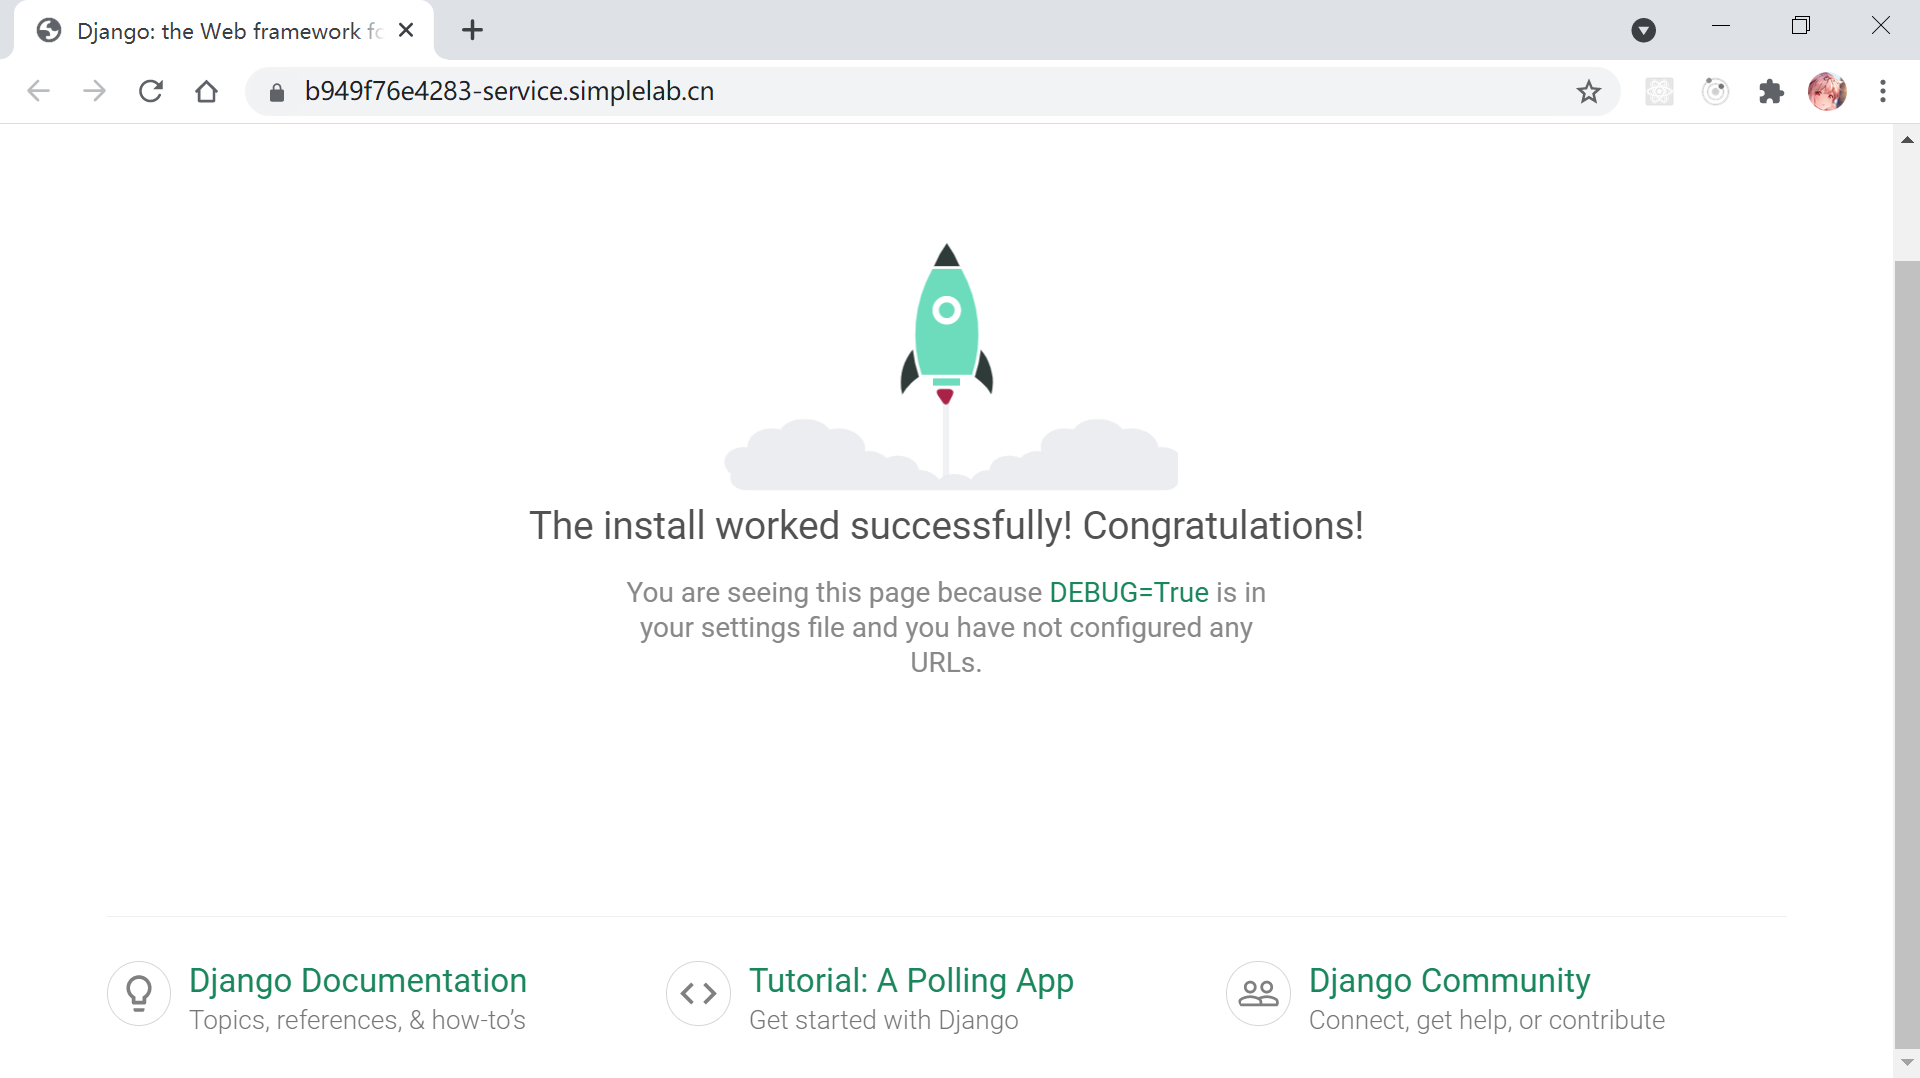 Django: the Web framework fo
b949f76e4283-service.simplelab.cn
The install worked successfully! Congratulations!
You are seeing this page because DEBUG=True is in
your settings file and you have not configured any
URLs.
Django Documentation
Topics, references, & how-to’s
Tutorial: A Polling App
Get started with Django
Django Community
Connect, get help, or contribute